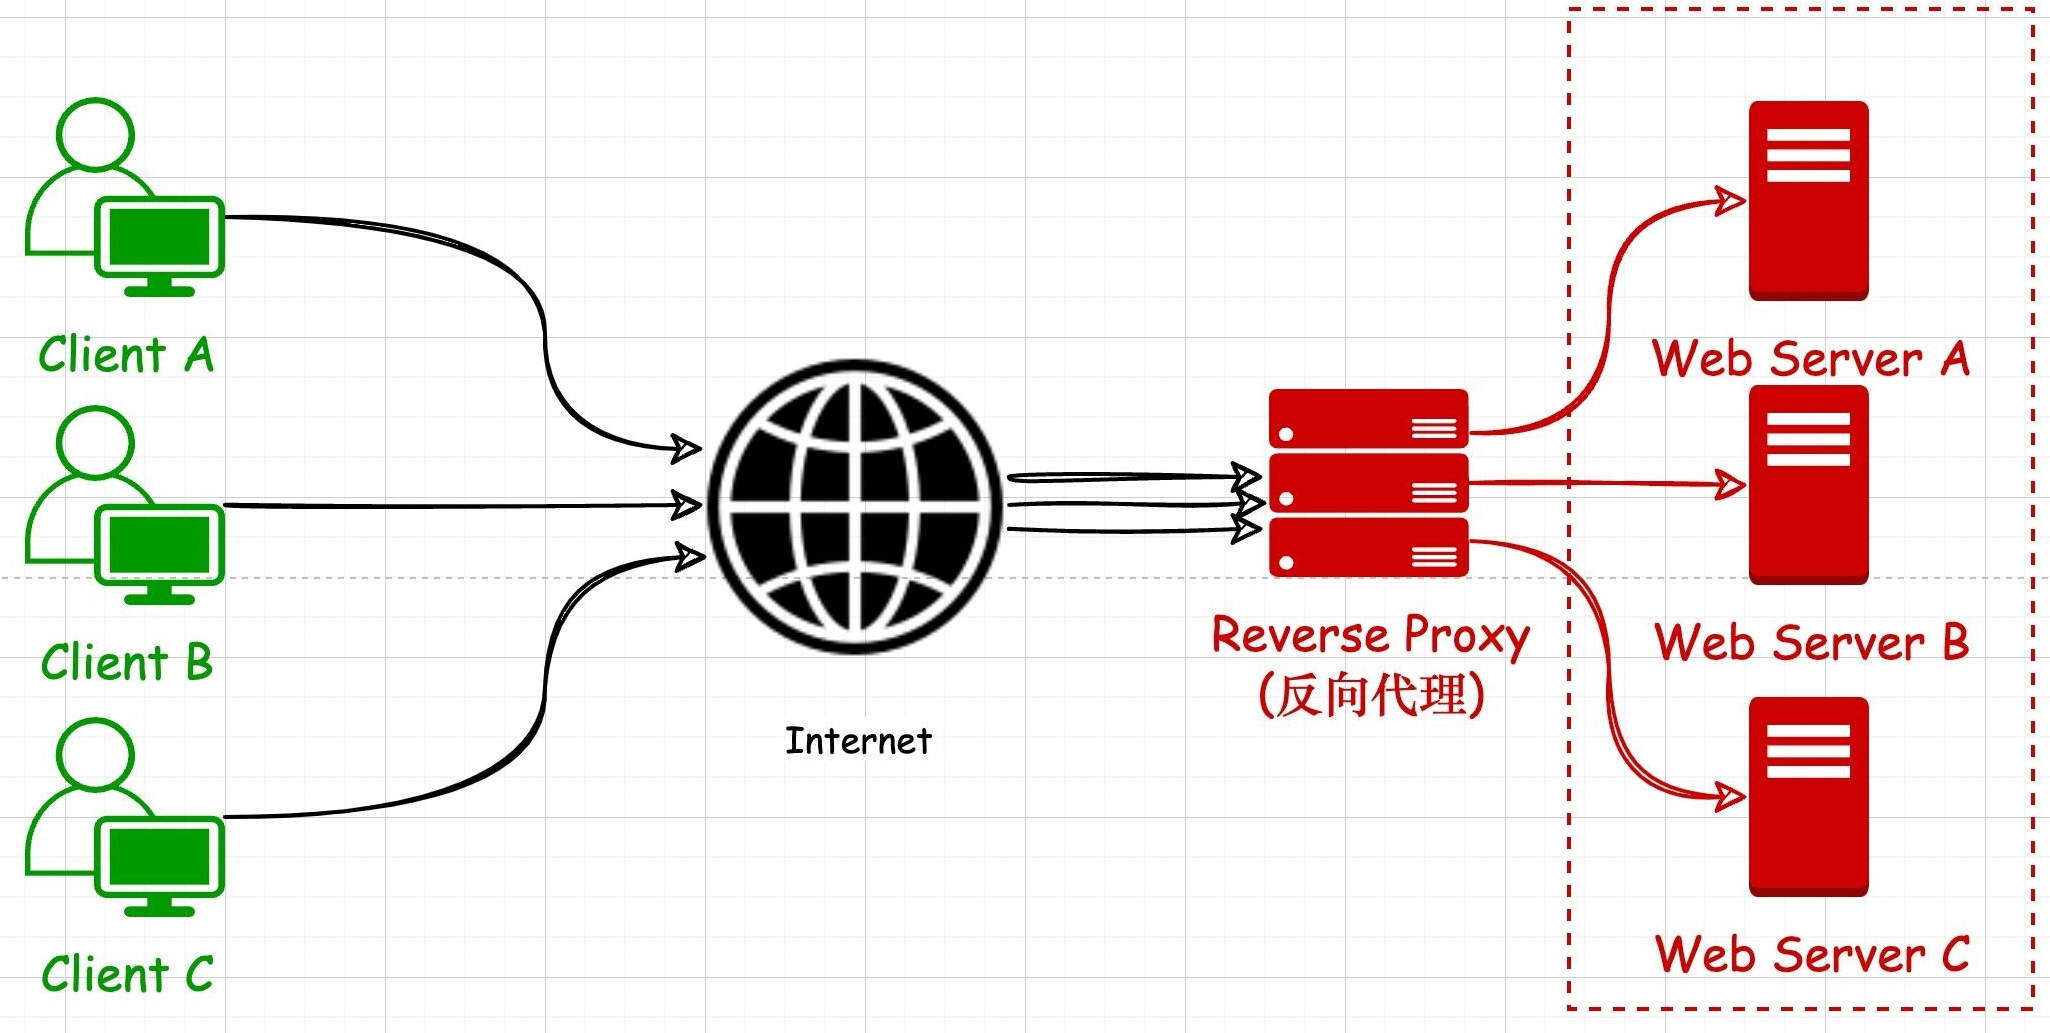 Client A
Client B
Client C
Internet
Reverse Proxy
(反向代理)
Web Server A
Web Server B
Web Server C